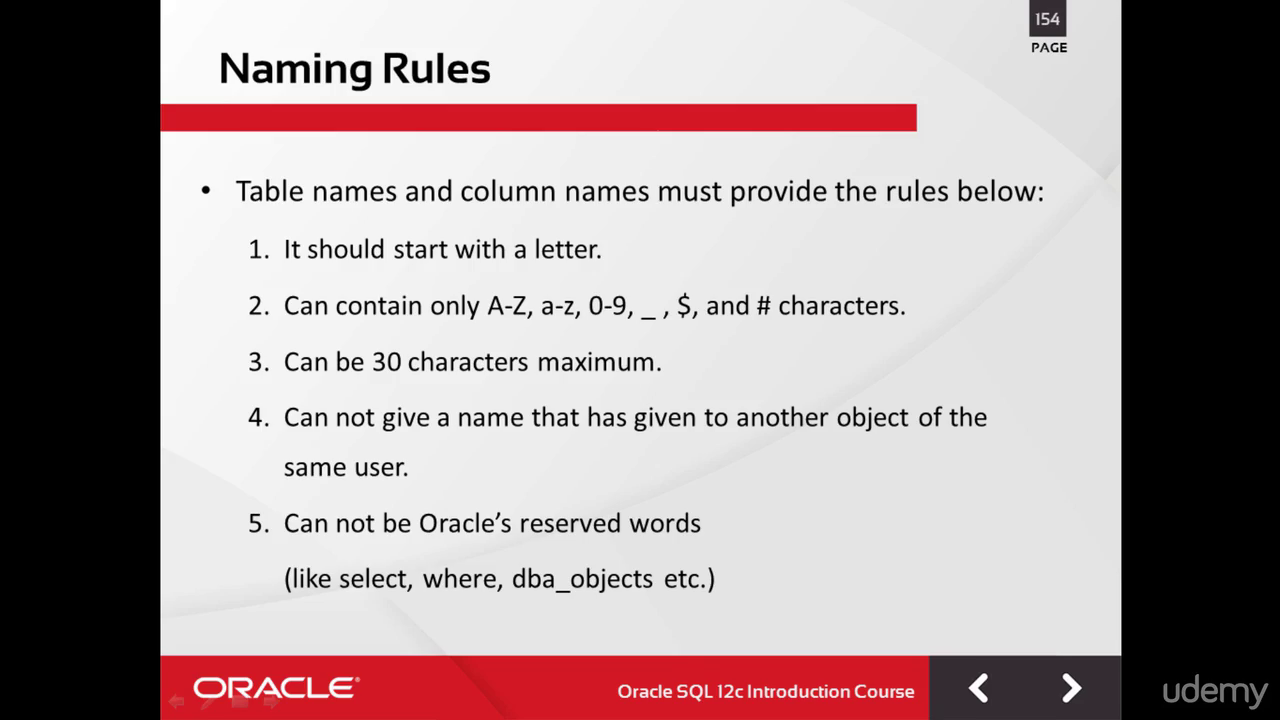 154
PAGE
Naming Rules
• Table names and column names must provide the rules below:
1. It should start with a letter.
2. Can contain only A-Z, a-z, 0-9, _ , $, and # characters.
3. Can be 30 characters maximum.
4. Can not give a name that has given to another object of the
same user.
5. Can not be Oracle’s reserved words
(like select, where, dba_objects etc.)
ORACLE®
Oracle SQL 12c Introduction Course
udemy